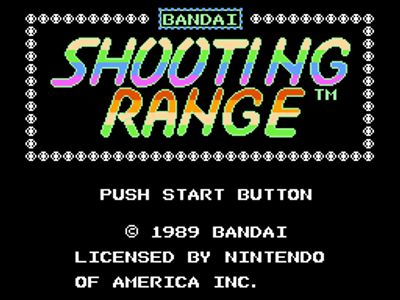 BANDAI
SHOOTING
RANGE™
PUSH START BUTTON
© 1989 BANDAI
LICENSED BY NINTENDO
OF AMERICA INC.